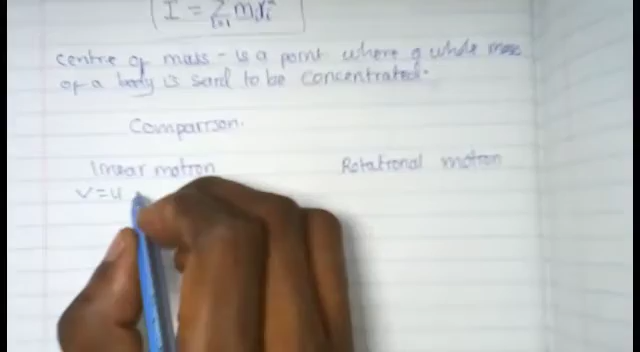 I = Σ i=1 miri²
centre of mass - is a point where a whole mass
of a body is said to be concentrated.
Comparison.
linear motion Rotational motion
v=u